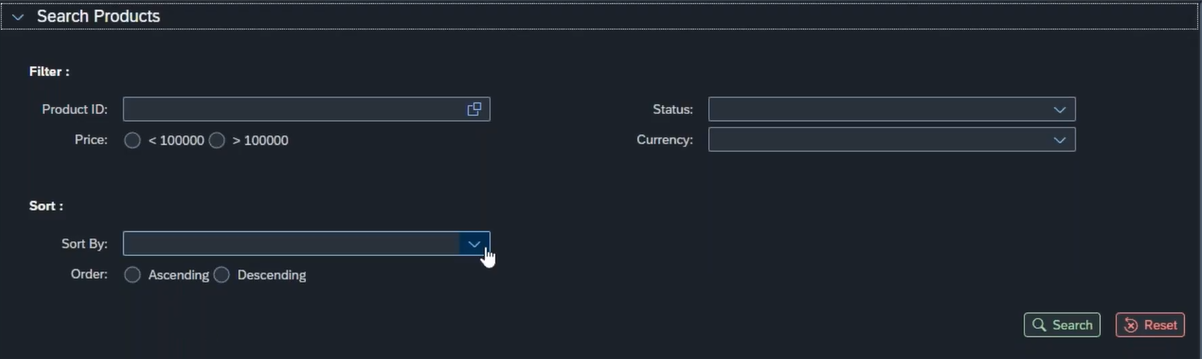 Search Products
Filter :
Product ID:
Status:
Price: < 100000 > 100000
Currency:
Sort :
Sort By:
Order: Ascending Descending
Search Reset